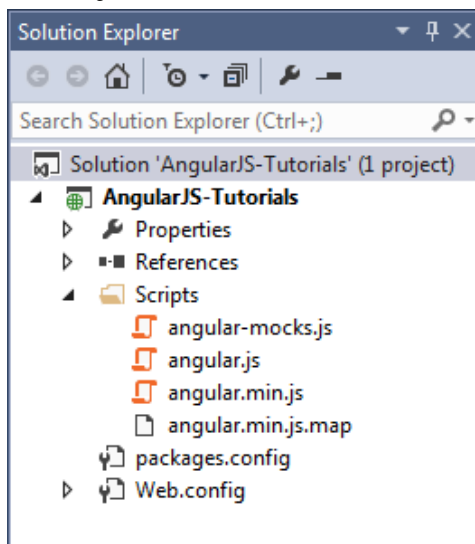 Solution Explorer
Search Solution Explorer (Ctrl+;)
Solution 'AngularJS-Tutorials' (1 project)
AngularJS-Tutorials
Properties
References
Scripts
angular-mocks.js
angular.js
angular.min.js
angular.min.js.map
packages.config
Web.config